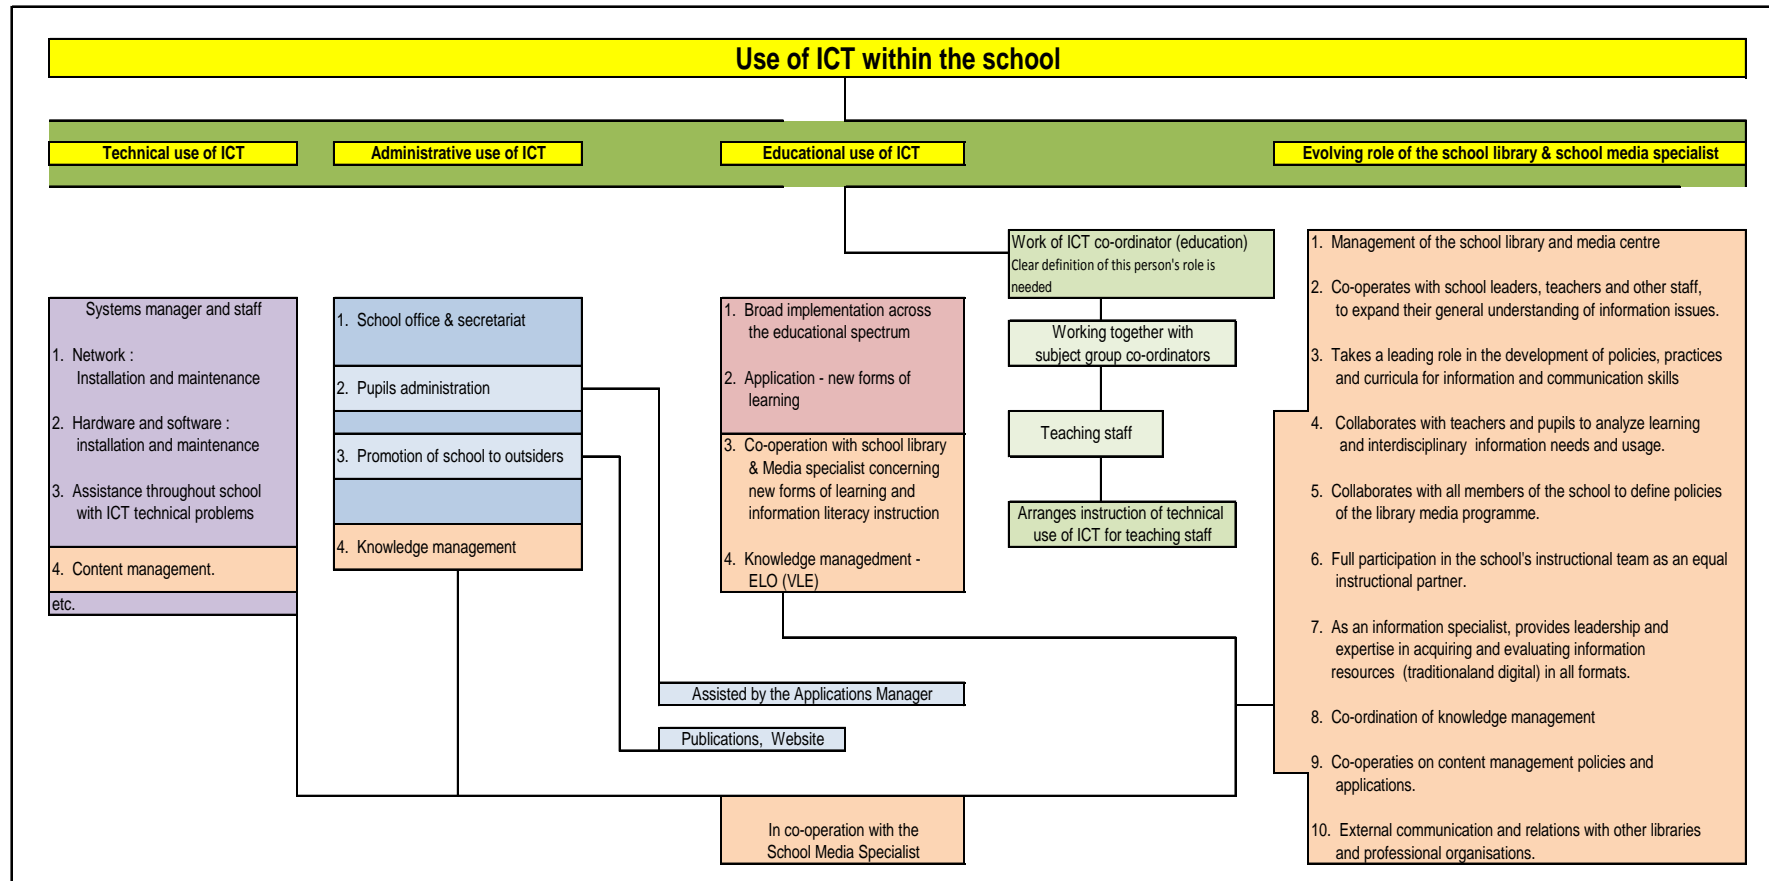 Use of ICT within the school
Technical use of ICT
Administrative use of ICT
Educational use of ICT
Evolving role of the school library & school media specialist
Systems manager and staff
1. Network :
Installation and maintenance
2. Hardware and software :
installation and maintenance
3. Assistance throughout school
with ICT technical problems
4. Content management.
etc.
1. School office & secretariat
2. Pupils administration
3. Promotion of school to outsiders
4. Knowledge management
1. Broad implementation across
the educational spectrum
2. Application - new forms of
learning
3. Co-operation with school library
& Media specialist concerning
new forms of learning and
information literacy instruction
4. Knowledge managedment -
ELO (VLE)
Work of ICT co-ordinator (education)
Clear definition of this person's role is
needed
Working together with
subject group co-ordinators
Teaching staff
Arranges instruction of technical
use of ICT for teaching staff
Assisted by the Applications Manager
Publications, Website
In co-operation with the
School Media Specialist
1. Management of the school library and media centre
2. Co-operates with school leaders, teachers and other staff,
to expand their general understanding of information issues.
3. Takes a leading role in the development of policies, practices
and curricula for information and communication skills
4. Collaborates with teachers and pupils to analyze learning
and interdisciplinary information needs and usage.
5. Collaborates with all members of the school to define policies
of the library media programme.
6. Full participation in the school's instructional team as an equal
instructional partner.
7. As an information specialist, provides leadership and
expertise in acquiring and evaluating information
resources (traditionaland digital) in all formats.
8. Co-ordination of knowledge management
9. Co-operaties on content management policies and
applications.
10. External communication and relations with other libraries
and professional organisations.